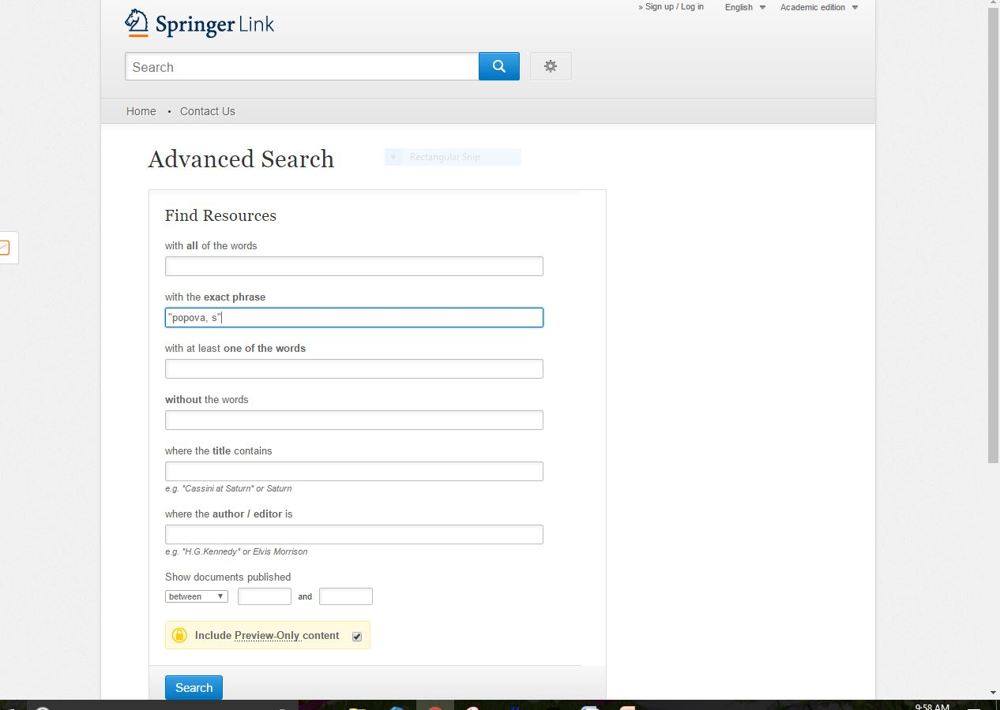 » Sign up / Log in English Academic edition
Springer Link
Search
Home • Contact Us
Advanced Search
Rectangular Snip
Find Resources
with all of the words
with the exact phrase
"popova, s"
with at least one of the words
without the words
where the title contains
e.g. "Cassini at Saturn" or Saturn
where the author / editor is
e.g. "H.G.Kennedy" or Elvis Morrison
Show documents published
between and
Include Preview-Only content
Search
9:58 AM